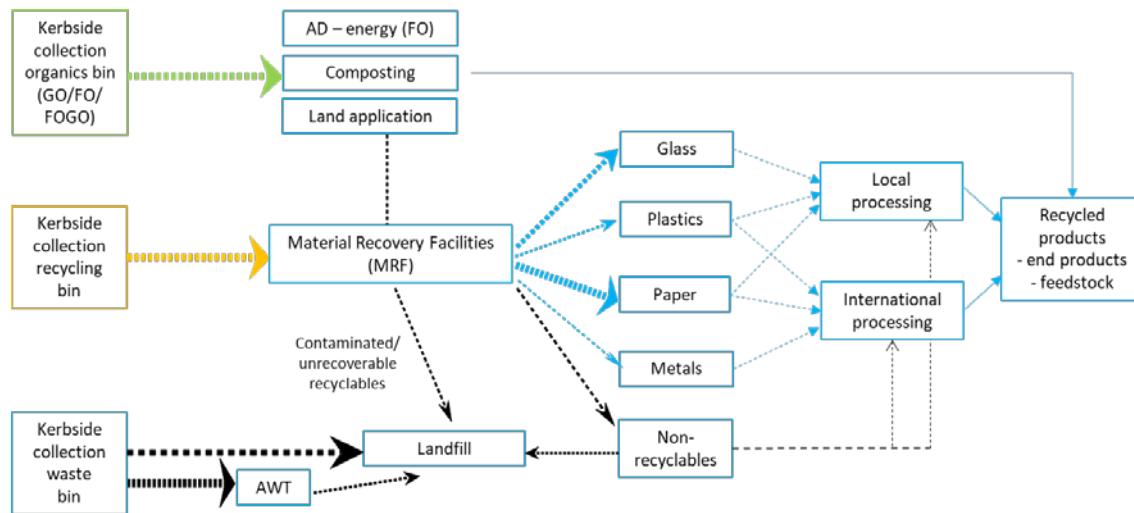 Kerbside
collection
organics bin
(GO/FO/
FOGO)
AD – energy (FO)
Composting
Land application
Kerbside
collection
recycling
bin
Material Recovery Facilities
(MRF)
Glass
Plastics
Paper
Metals
Non-
recyclables
Local
processing
International
processing
Recycled
products
- end products
- feedstock
Contaminated/
unrecoverable
recyclables
Kerbside
collection
waste
bin
Landfill
AWT